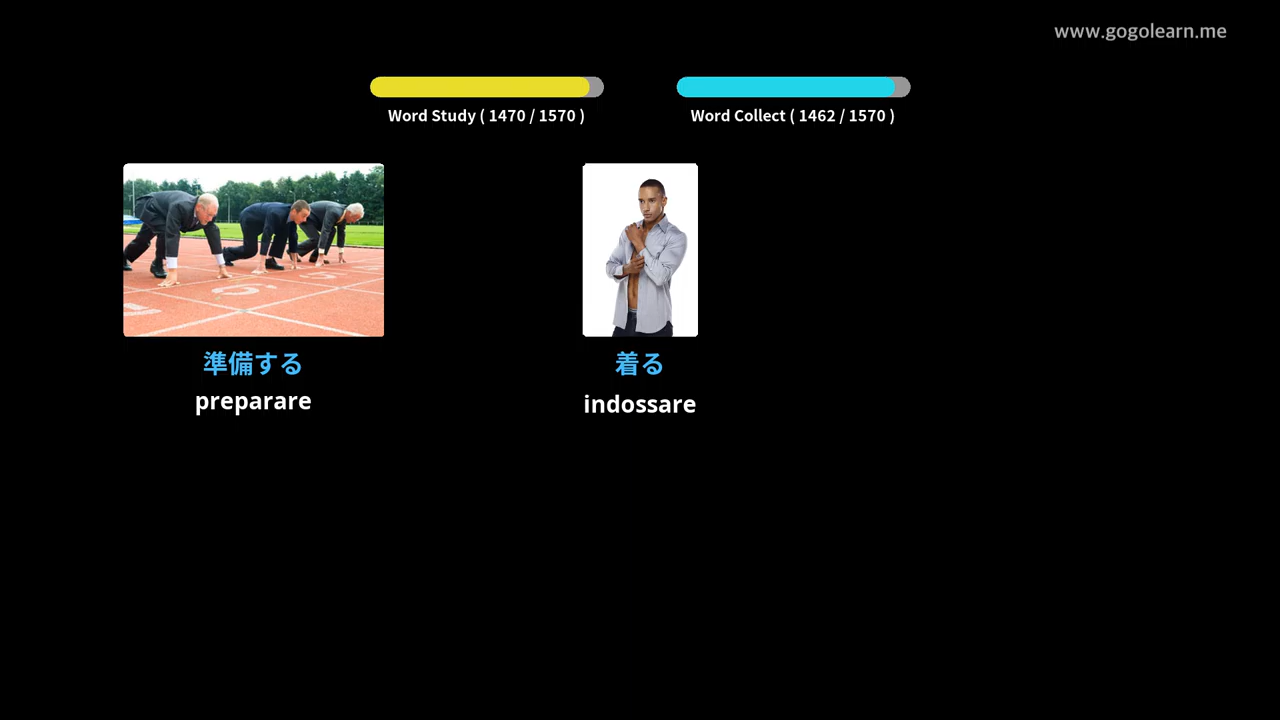 www.gogolearn.me
Word Study ( 1470 / 1570 )
Word Collect ( 1462 / 1570 )
準備する
preparare
着る
indossare